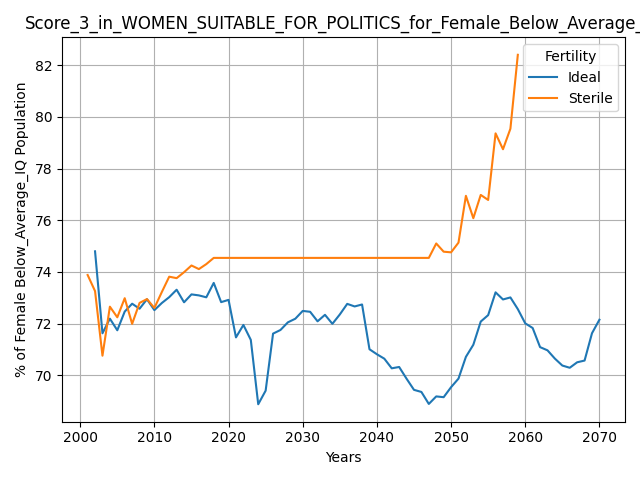 Score_3_in_WOMEN_SUITABLE_FOR_POLITICS_for_Female_Below_Average_
Fertility
Ideal
Sterile
% of Female Below_Average_IQ Population
82
80
78
76
74
72
70
2000 2010 2020 2030 2040 2050 2060 2070
Years